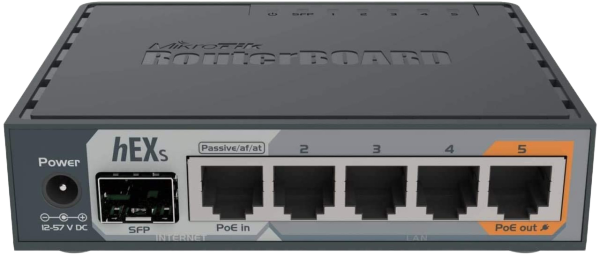 SFP 1 2 3 4 5
MikroTik
RouterBOARD
hEX s
Power
Passive/af/at 2 3 4 5
12-57 V DC
SFP
PoE in
PoE out
INTERNET
LAN